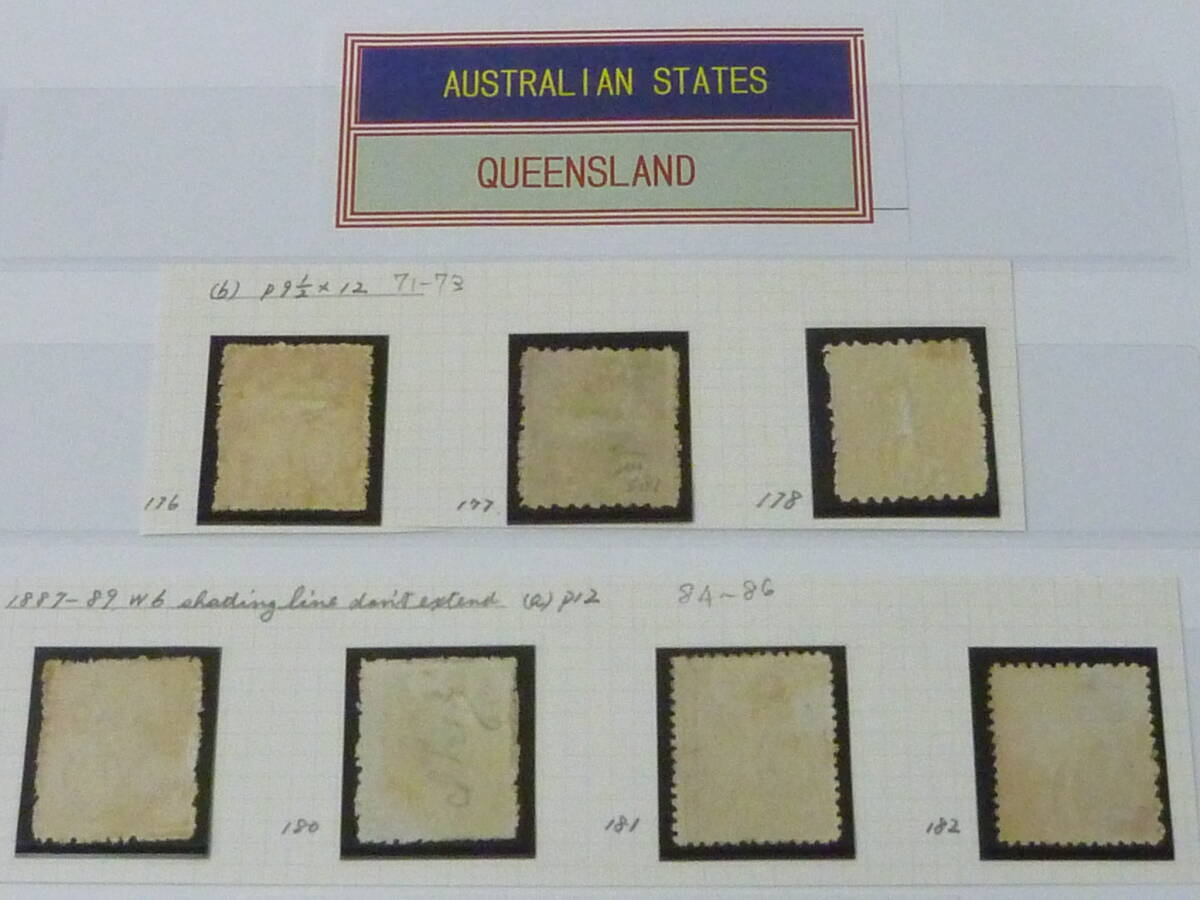 AUSTRALIAN STATES
QUEENSLAND
(b) P 9½ × 12 71-73
176 177 178
1887-89 W6 shading line don't extend (a) P12 84~86
180 181 182